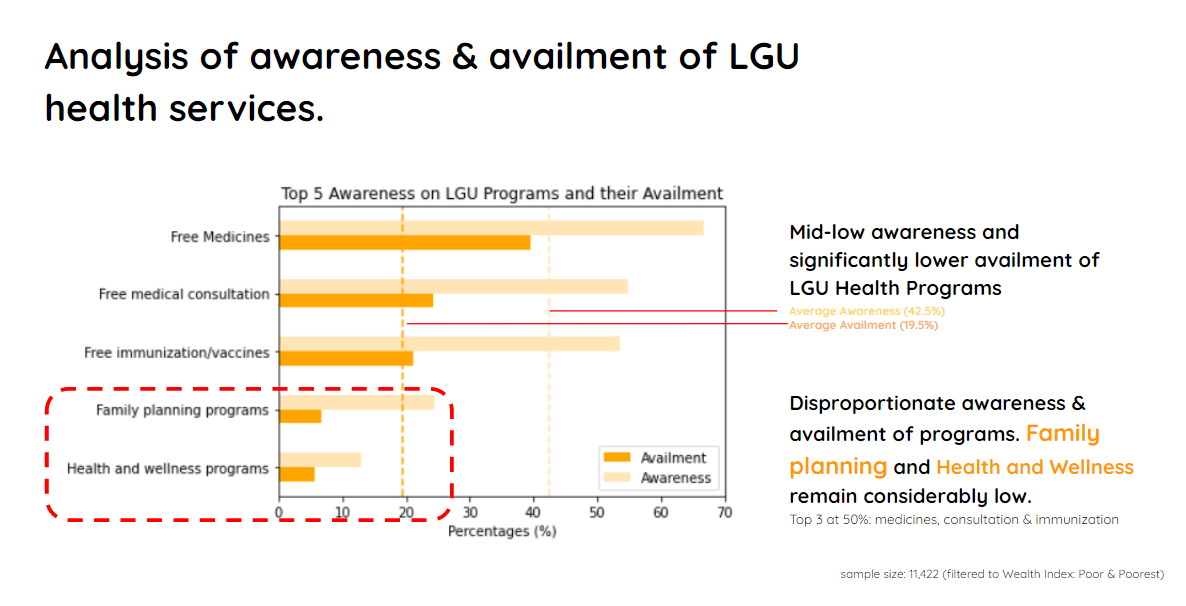 Analysis of awareness & availment of LGU
health services.
Top 5 Awareness on LGU Programs and their Availment
Free Medicines
Free medical consultation
Free immunization/vaccines
Family planning programs
Health and wellness programs
Availment
Awareness
0 10 20 30 40 50 60 70
Percentages (%)
Mid-low awareness and
significantly lower availment of
LGU Health Programs
Average Awareness (42.5%)
Average Availment (19.5%)
Disproportionate awareness &
availment of programs. Family
planning and Health and Wellness
remain considerably low.
Top 3 at 50%: medicines, consultation & immunization
sample size: 11,422 (filtered to Wealth Index: Poor & Poorest)